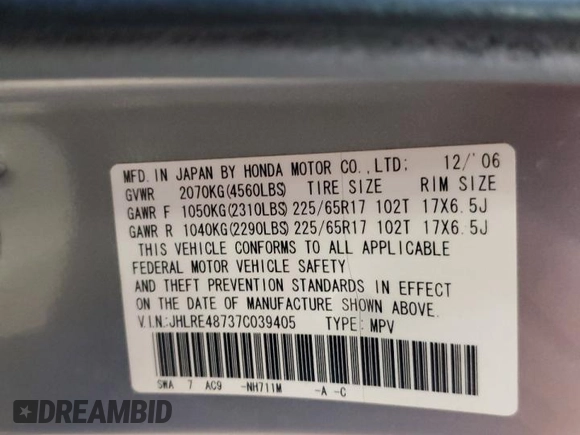 MFD. IN JAPAN BY HONDA MOTOR CO.,LTD: 12/'06
GVWR 2070KG(4560LBS) TIRE SIZE RIM SIZE
GAWR F 1050KG(2310LBS) 225/65R17 102T 17X6.5J
GAWR R 1040KG(2290LBS) 225/65R17 102T 17X6.5J
THIS VEHICLE CONFORMS TO ALL APPLICABLE
FEDERAL MOTOR VEHICLE SAFETY
AND THEFT PREVENTION STANDARDS IN EFFECT
ON THE DATE OF MANUFACTURE SHOWN ABOVE.
V.I.N:JHLRE48737C039405 TYPE: MPV
SWA 7 AC9 -NH711M -A -C
DREAMBID